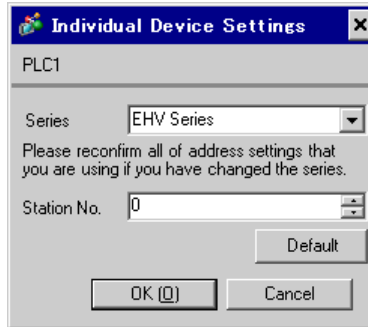 Individual Device Settings
PLC1
Series EHV Series
Please reconfirm all of address settings that
you are using if you have changed the series.
Station No. 0
Default
OK (O) Cancel